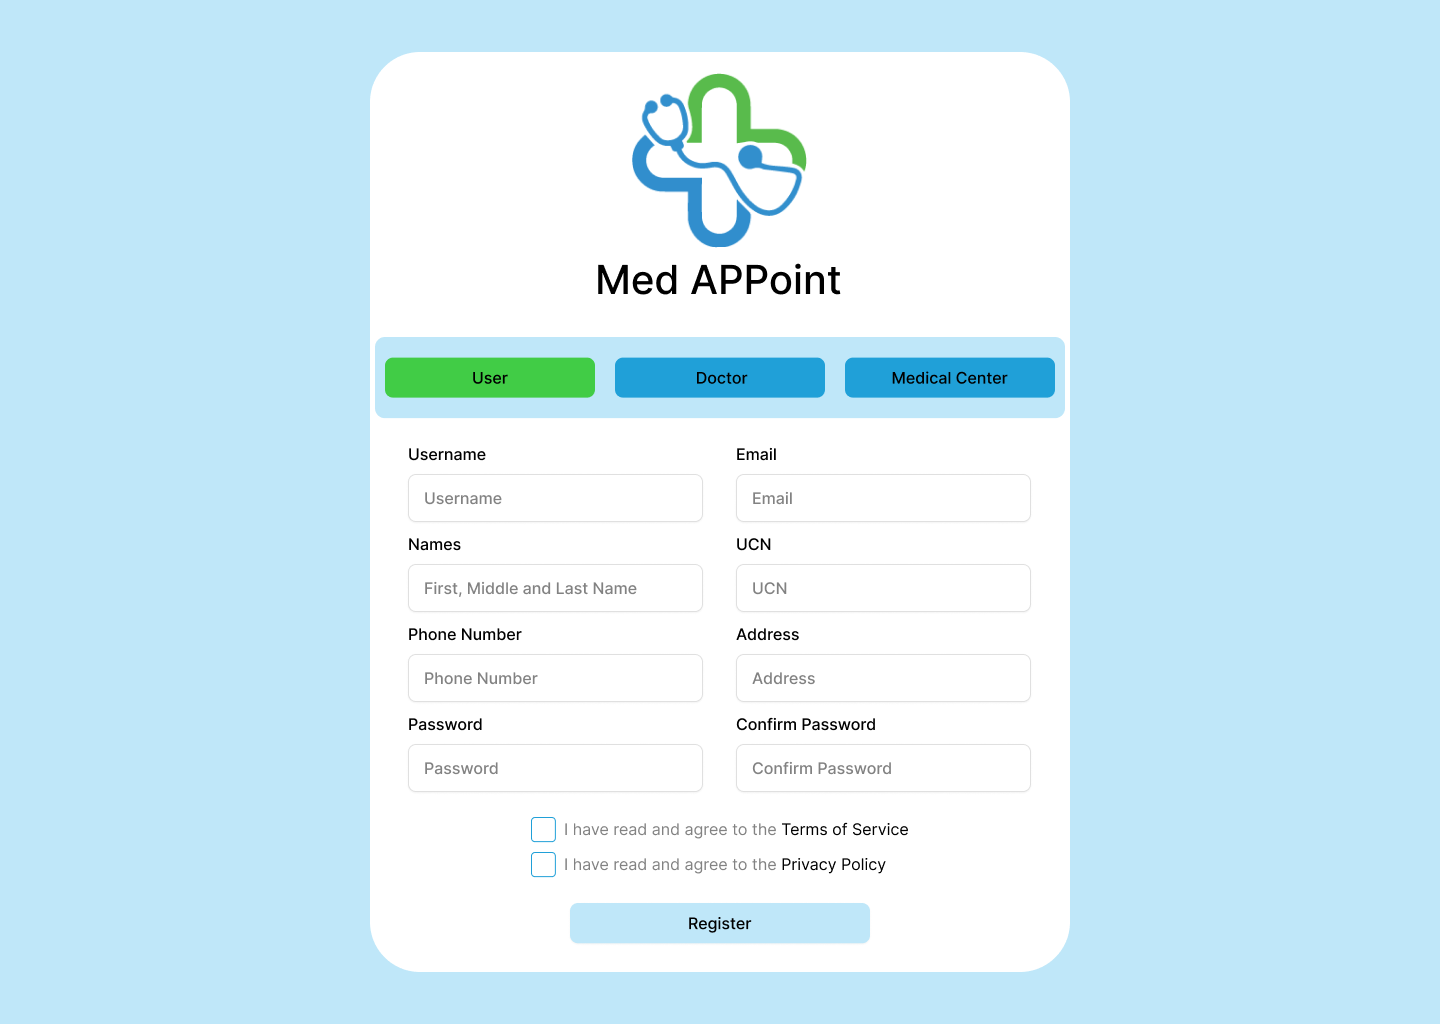 Med APPoint
User Doctor Medical Center
Username Email
Username Email
Names UCN
First, Middle and Last Name UCN
Phone Number Address
Phone Number Address
Password Confirm Password
Password Confirm Password
I have read and agree to the Terms of Service
I have read and agree to the Privacy Policy
Register